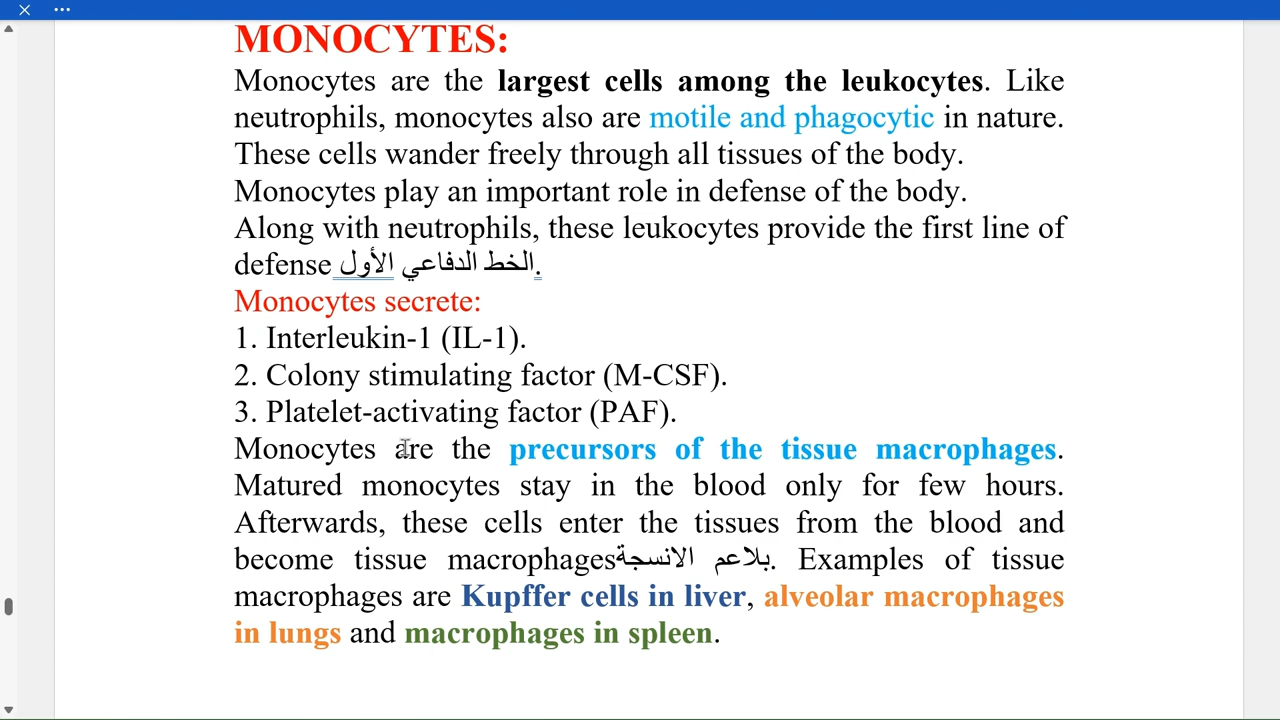 MONOCYTES:
Monocytes are the largest cells among the leukocytes. Like
neutrophils, monocytes also are motile and phagocytic in nature.
These cells wander freely through all tissues of the body.
Monocytes play an important role in defense of the body.
Along with neutrophils, these leukocytes provide the first line of
defense الخط الدفاعي الأول.
Monocytes secrete:
1. Interleukin-1 (IL-1).
2. Colony stimulating factor (M-CSF).
3. Platelet-activating factor (PAF).
Monocytes are the precursors of the tissue macrophages.
Matured monocytes stay in the blood only for few hours.
Afterwards, these cells enter the tissues from the blood and
become tissue macrophagesبلاعم الانسجة. Examples of tissue
macrophages are Kupffer cells in liver, alveolar macrophages
in lungs and macrophages in spleen.